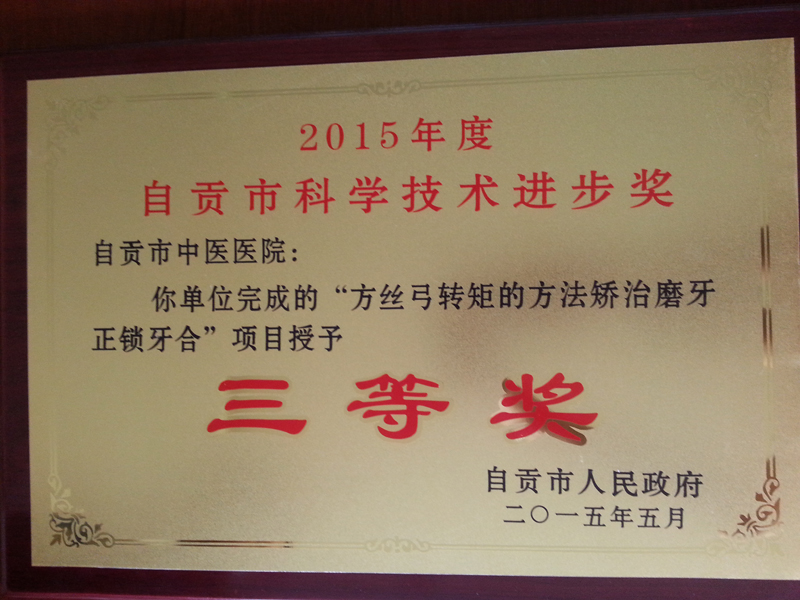 2015年度
自贡市科学技术进步奖
自贡市中医医院：
你单位完成的“方丝弓转矩的方法矫治磨牙
正锁牙合”项目授予
三等奖
自贡市人民政府
二〇一五年五月